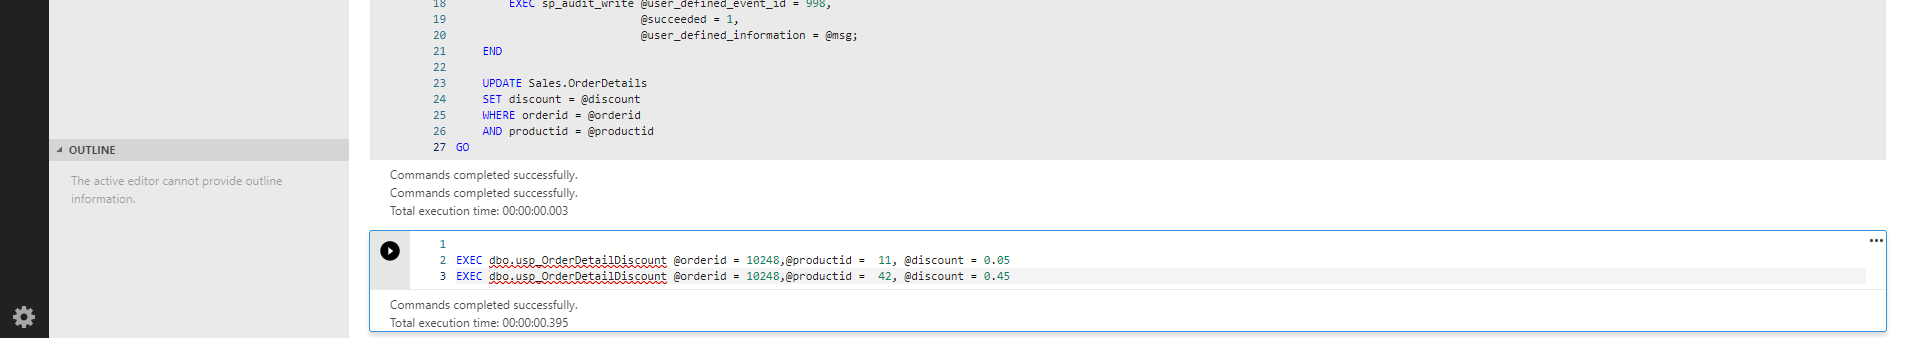 18 EXEC sp_audit_write @user_defined_event_id = 998,
19 @succeeded = 1,
20 @user_defined_information = @msg;
21 END
22
23 UPDATE Sales.OrderDetails
24 SET discount = @discount
25 WHERE orderid = @orderid
26 AND productid = @productid
27 GO
OUTLINE
The active editor cannot provide outline
information.
Commands completed successfully.
Commands completed successfully.
Total execution time: 00:00:00.003
1
2 EXEC dbo.usp_OrderDetailDiscount @orderid = 10248,@productid =  11, @discount = 0.05
3 EXEC dbo.usp_OrderDetailDiscount @orderid = 10248,@productid =  42, @discount = 0.45
Commands completed successfully.
Total execution time: 00:00:00.395